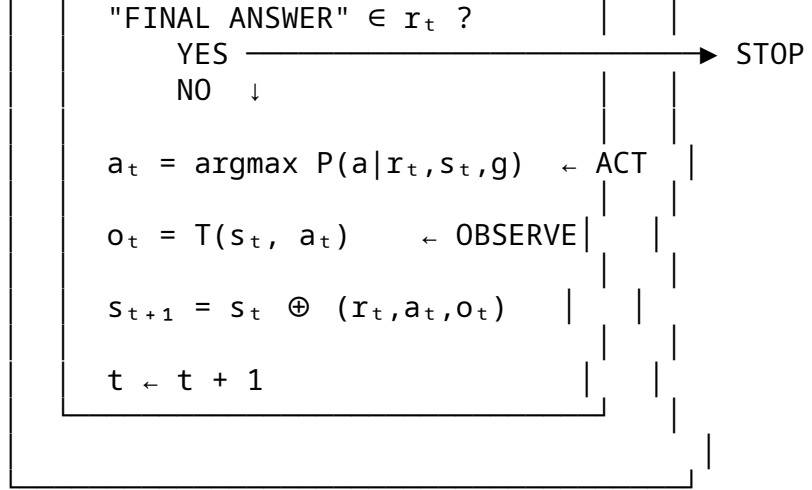 "FINAL ANSWER" ∈ rₜ ?
YES ─────────────────────────▶ STOP
NO ↓
aₜ = argmax P(a|rₜ,sₜ,g) ← ACT
oₜ = T(sₜ, aₜ) ← OBSERVE
sₜ₊₁ = sₜ ⊕ (rₜ,aₜ,oₜ)
t ← t + 1